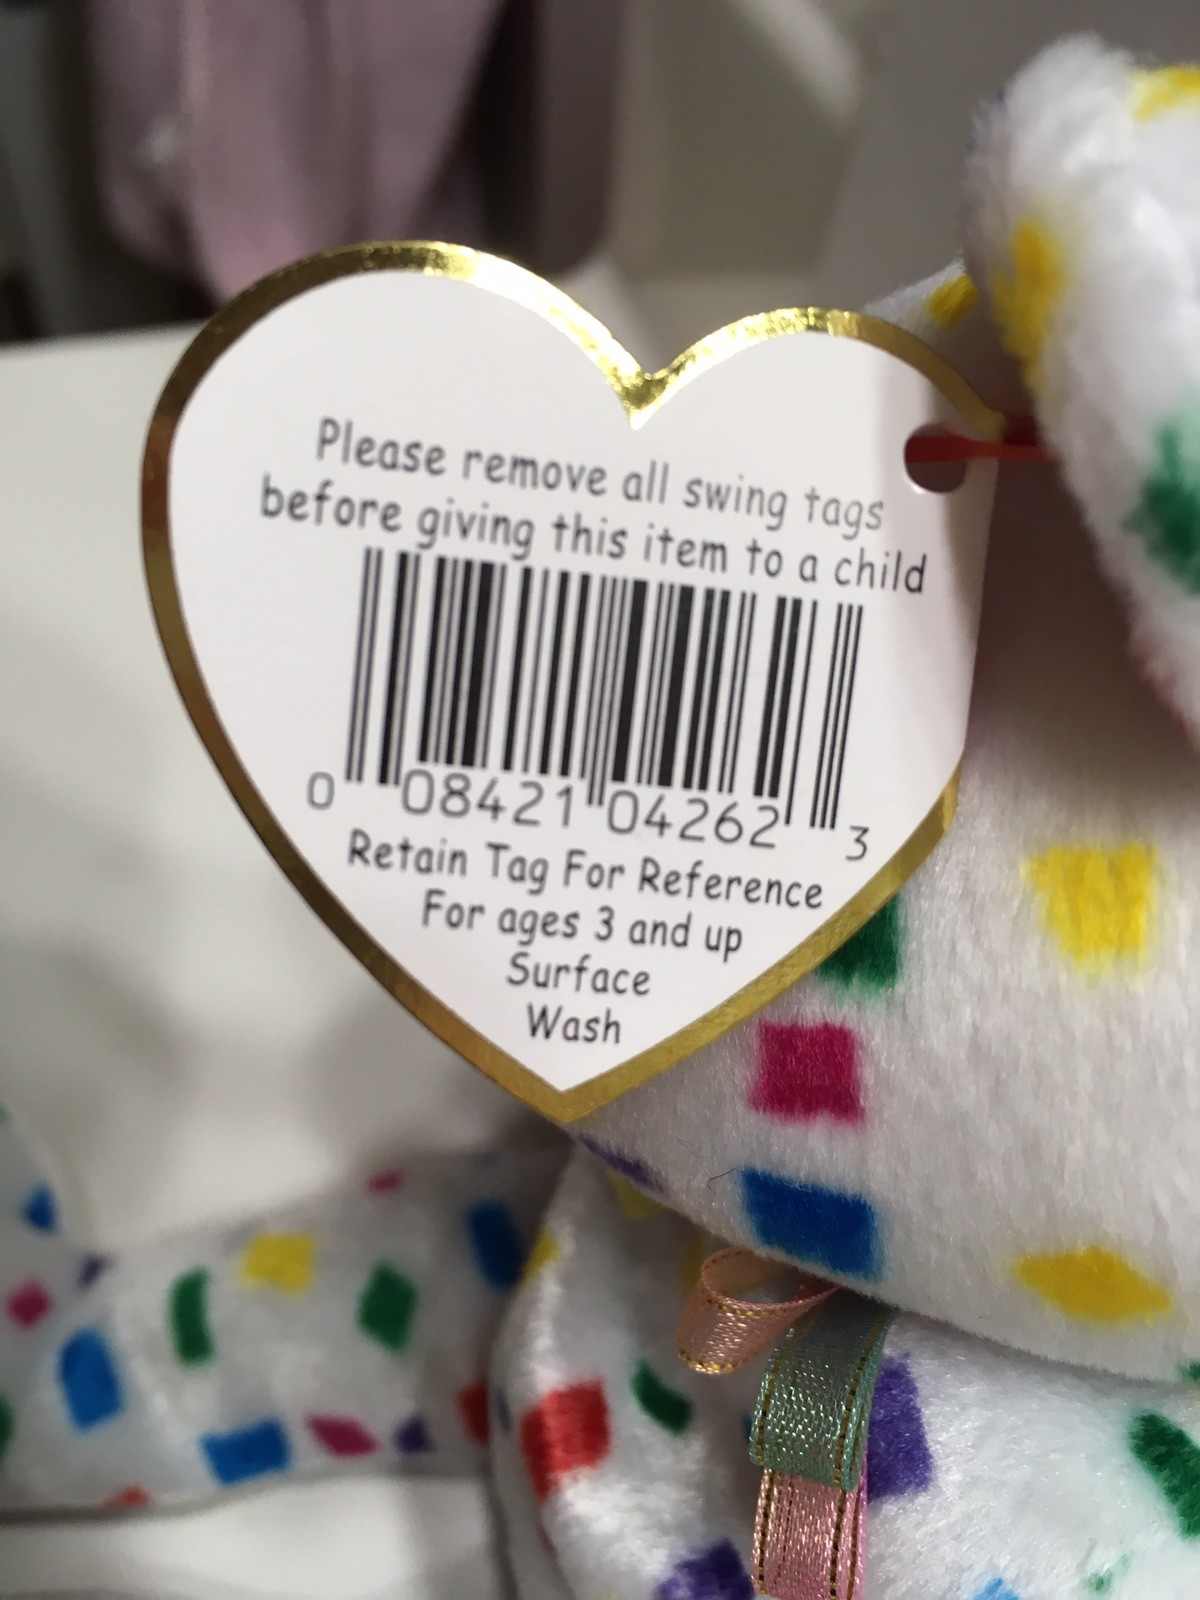 Please remove all swing tags
before giving this item to a child
0 08421 04262 3
Retain Tag For Reference
For ages 3 and up
Surface
Wash